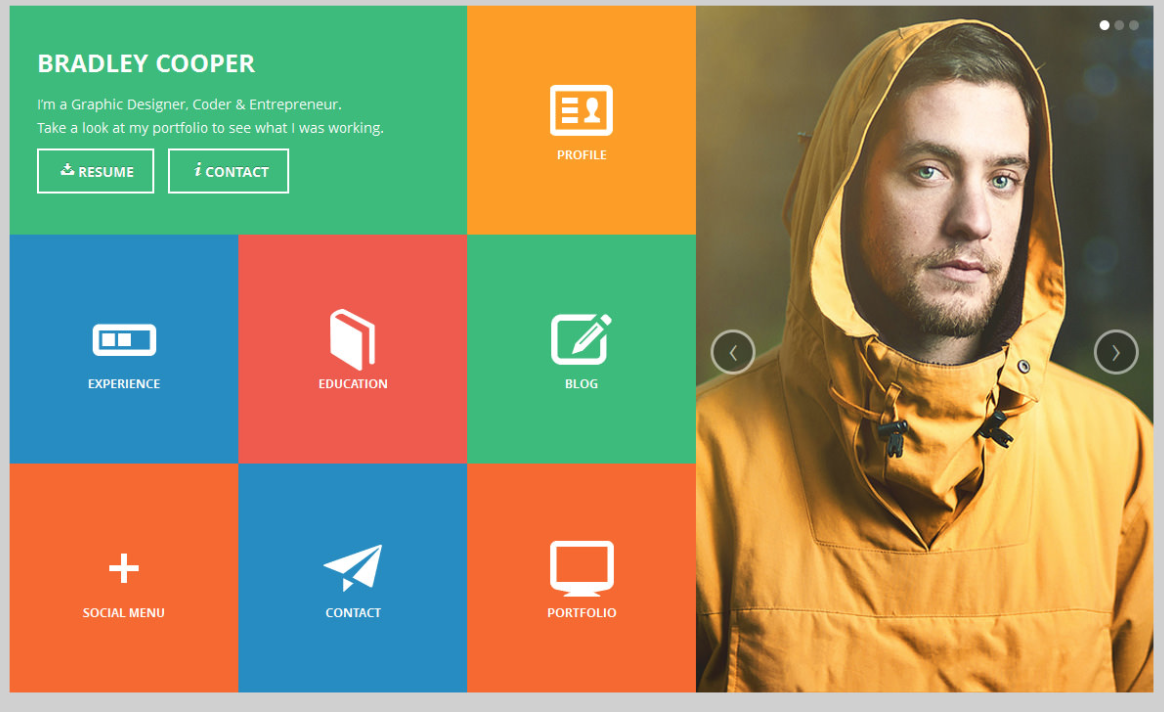 BRADLEY COOPER
I'm a Graphic Designer, Coder & Entrepreneur.
Take a look at my portfolio to see what I was working.
RESUME
CONTACT
PROFILE
EXPERIENCE
EDUCATION
BLOG
SOCIAL MENU
CONTACT
PORTFOLIO